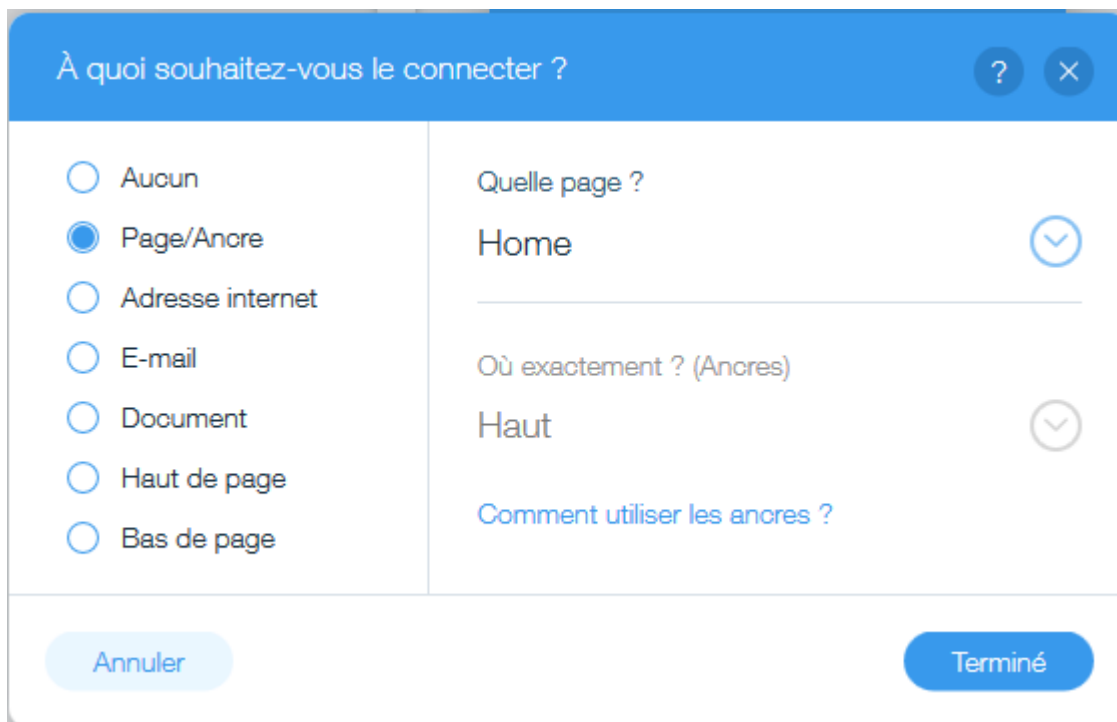 À quoi souhaitez-vous le connecter ?
?
Aucun
Page/Ancre
Adresse internet
E-mail
Document
Haut de page
Bas de page
Quelle page ?
Home
Où exactement ? (Ancres)
Haut
Comment utiliser les ancres ?
Annuler
Terminé